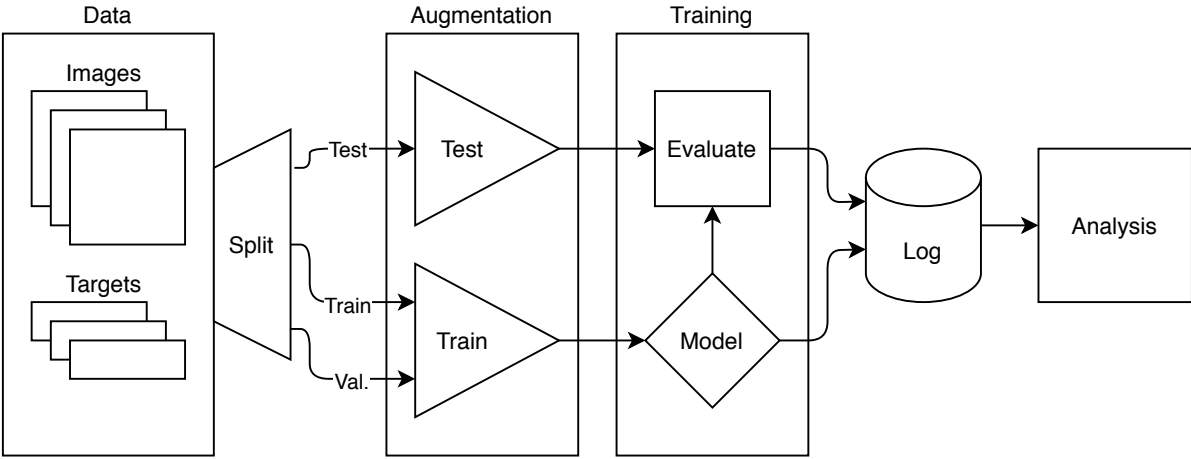 Data
Augmentation
Training
Images
Targets
Split
Test
Train
Val.
Test
Train
Evaluate
Model
Log
Analysis